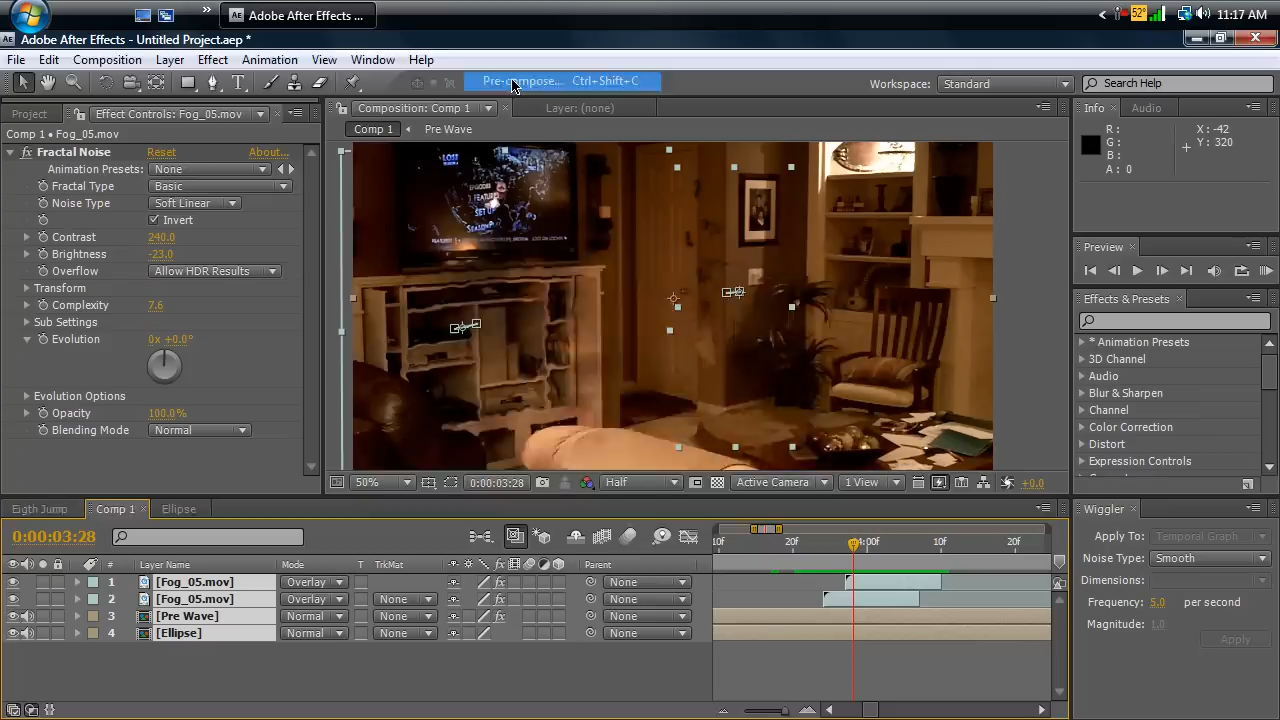 Adobe After Effects ...
52°
11:17 AM
Adobe After Effects - Untitled Project.aep *
File Edit Composition Layer Effect Animation View Window Help
Pre-compose... Ctrl+Shift+C
Workspace: Standard
Search Help
Project
Effect Controls: Fog_05.mov
Comp 1 • Fog_05.mov
Fractal Noise Reset About...
Animation Presets: None
Fractal Type Basic
Noise Type Soft Linear
Invert
Contrast 240.0
Brightness -23.0
Overflow Allow HDR Results
Transform
Complexity 7.6
Sub Settings
Evolution 0x +0.0°
Evolution Options
Opacity 100.0%
Blending Mode Normal
Composition: Comp 1
Layer: (none)
Comp 1 Pre Wave
LOST
EPISODES
FEATURES
SET UP
50% 0:00:03:28 Half Active Camera 1 View +0.0
Info Audio
R: X: -42
G: Y: 320
B:
A: 0
Preview
Effects & Presets
* Animation Presets
3D Channel
Audio
Blur & Sharpen
Channel
Color Correction
Distort
Expression Controls
Eigth Jump Comp 1 Ellipse
0:00:03:28
10f 20f 4:00f 10f 20f
# Layer Name Mode T TrkMat Parent
1 [Fog_05.mov] Overlay None
2 [Fog_05.mov] Overlay None None
3 [Pre Wave] Normal None None
4 [Ellipse] Normal None None
Wiggler
Apply To: Temporal Graph
Noise Type: Smooth
Dimensions:
Frequency: 5.0 per second
Magnitude: 1.0
Apply